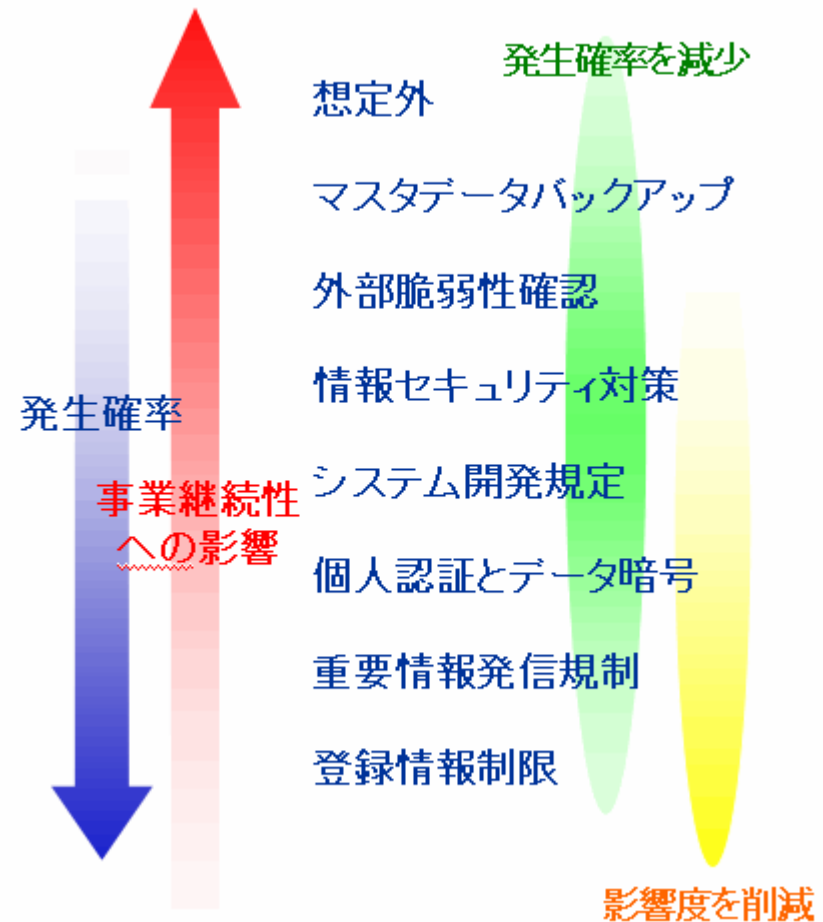 発生確率を減少
想定外
マスタデータバックアップ
外部脆弱性確認
情報セキュリティ対策
発生確率
システム開発規定
事業継続性
への影響
個人認証とデータ暗号
重要情報発信規制
登録情報制限
影響度を削減